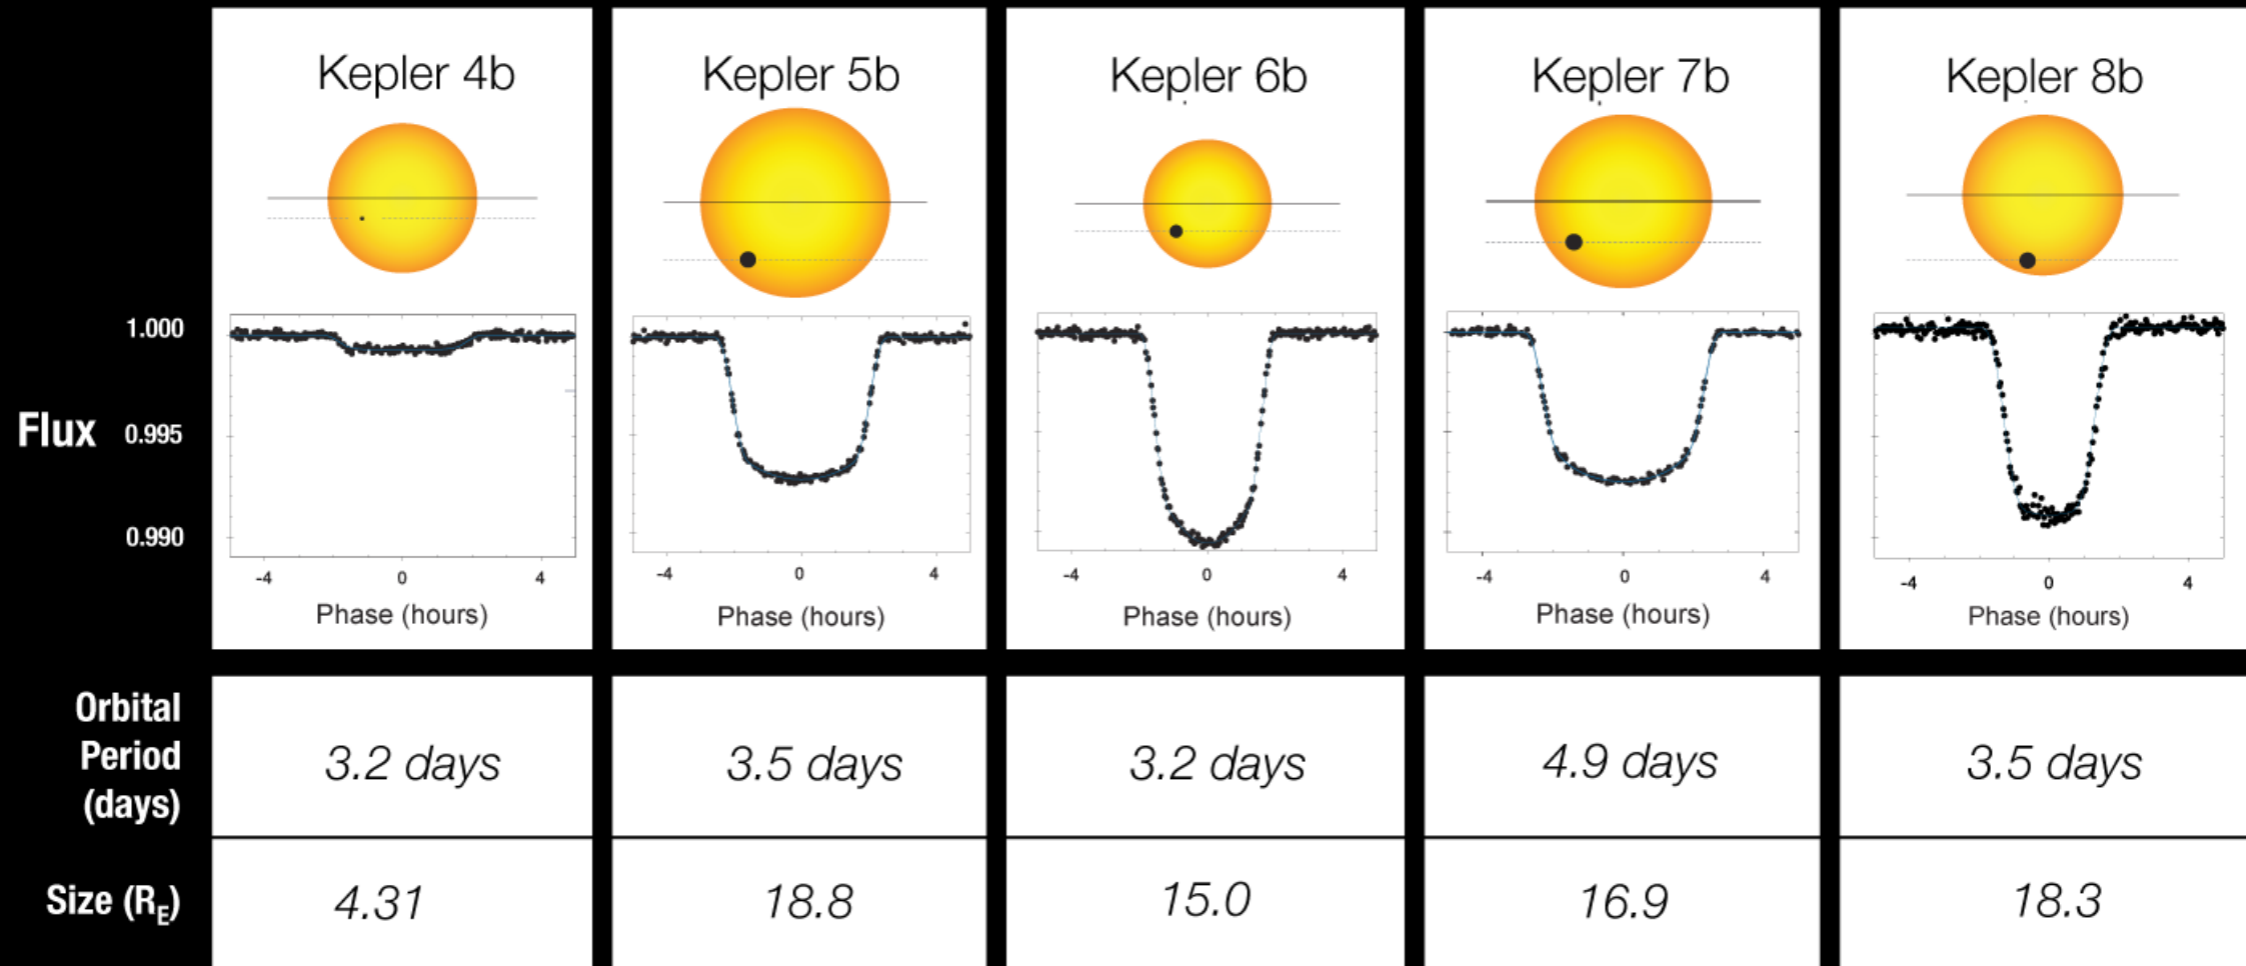 Kepler 4b
Kepler 5b
Kepler 6b
Kepler 7b
Kepler 8b
Flux
1.000
0.995
0.990
-4 0 4
-4 0 4
-4 0 4
-4 0 4
-4 0 4
Phase (hours)
Phase (hours)
Phase (hours)
Phase (hours)
Phase (hours)
Orbital
Period
(days)
3.2 days
3.5 days
3.2 days
4.9 days
3.5 days
Size (R_E)
4.31
18.8
15.0
16.9
18.3